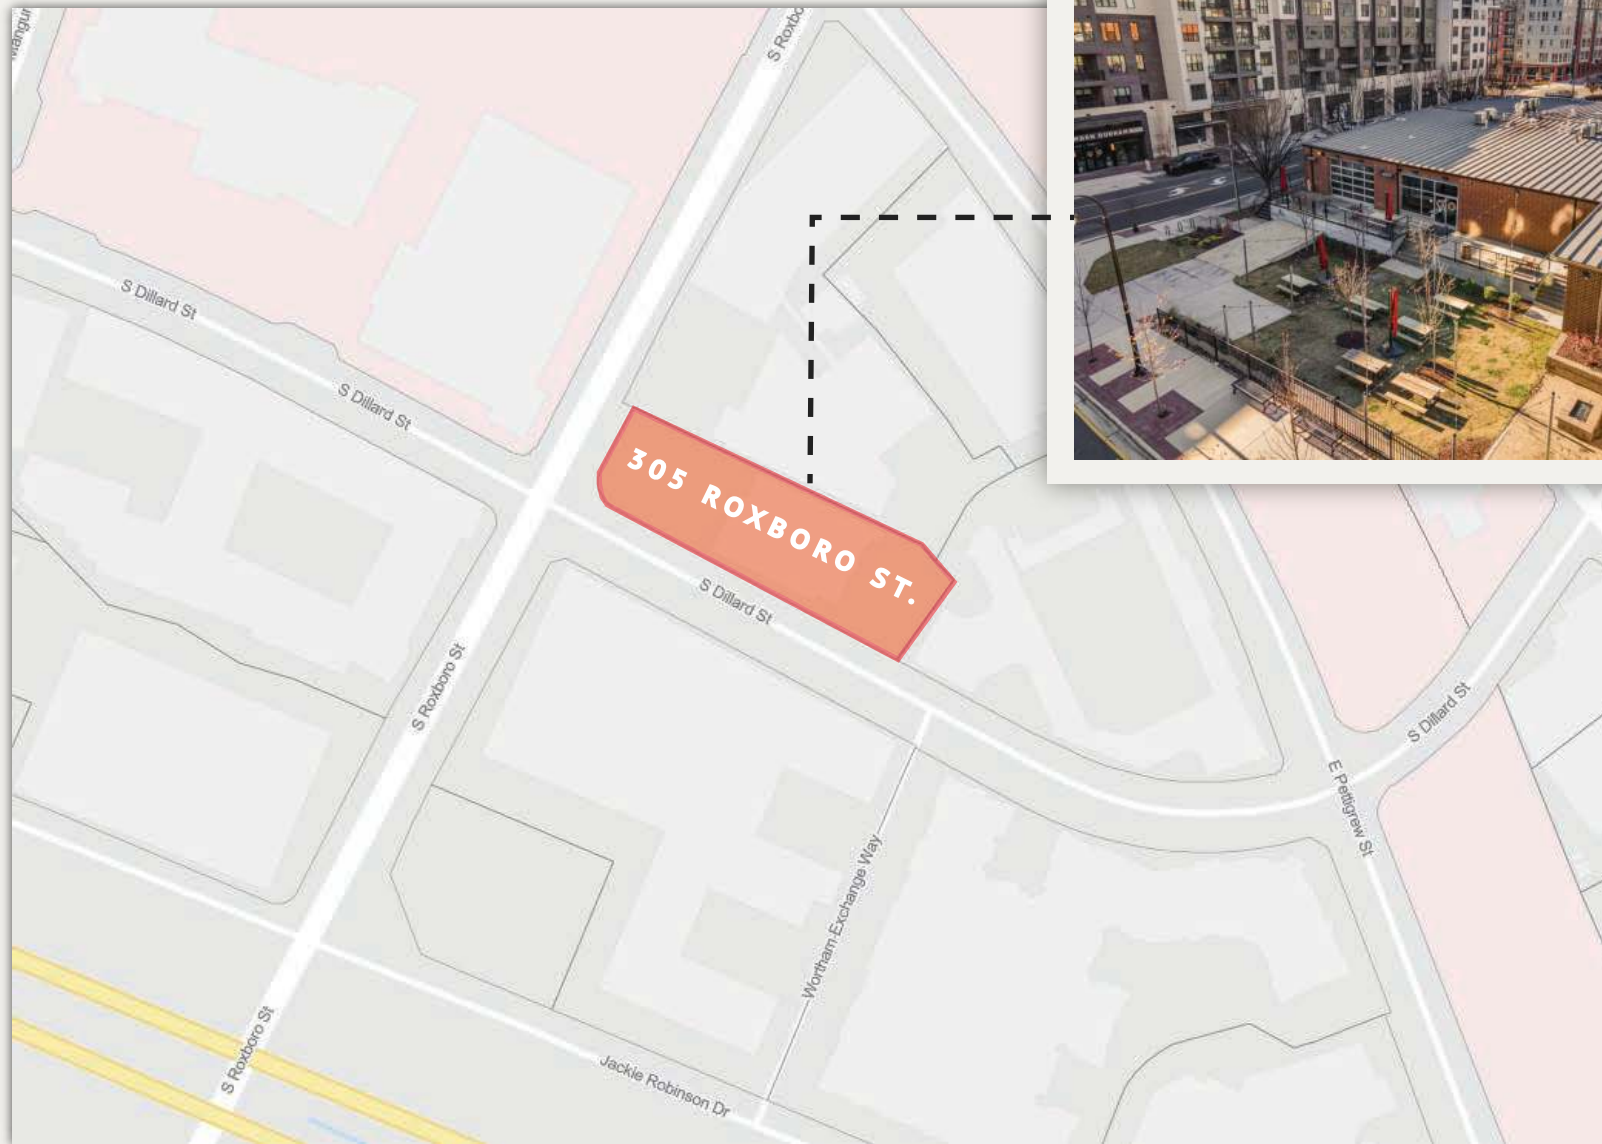 S Roxbo
S Dillard St
S Dillard St
305 ROXBORO ST.
S Dillard St
S Roxboro St
S Dillard St
E Pettigrew St
Wortham Exchange Way
S Roxboro St
Jackie Robinson Dr